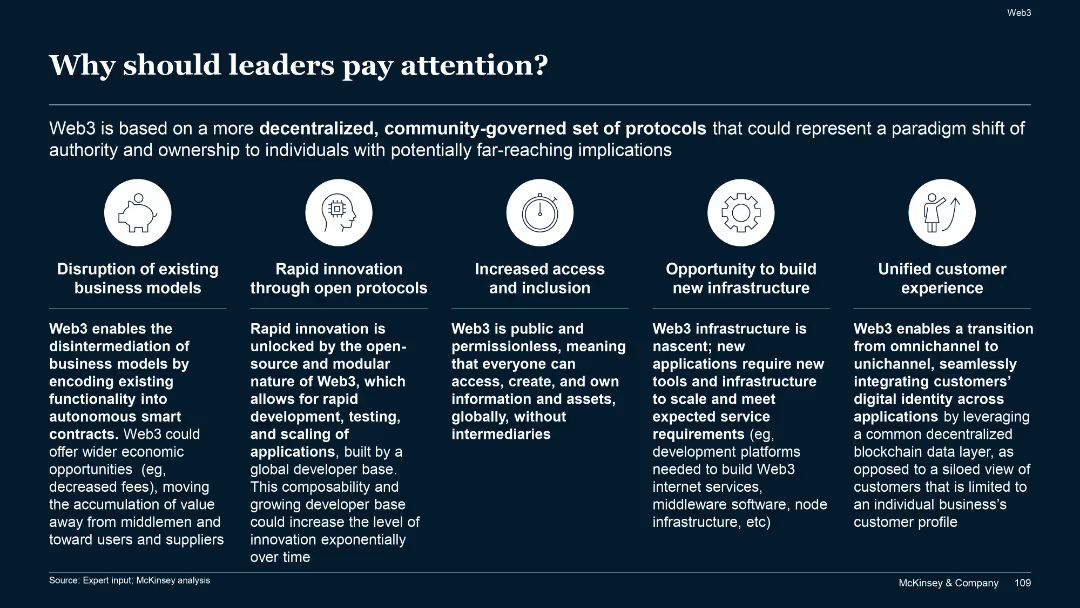 Web3
Why should leaders pay attention?
Web3 is based on a more decentralized, community-governed set of protocols that could represent a paradigm shift of
authority and ownership to individuals with potentially far-reaching implications
Disruption of existing
business models
Web3 enables the
disintermediation of
business models by
encoding existing
functionality into
autonomous smart
contracts. Web3 could
offer wider economic
opportunities (eg,
decreased fees), moving
the accumulation of value
away from middlemen and
toward users and suppliers
Rapid innovation
through open protocols
Rapid innovation is
unlocked by the open-
source and modular
nature of Web3, which
allows for rapid
development, testing,
and scaling of
applications, built by a
global developer base.
This composability and
growing developer base
could increase the level of
innovation exponentially
over time
Increased access
and inclusion
Web3 is public and
permissionless, meaning
that everyone can
access, create, and own
information and assets,
globally, without
intermediaries
Opportunity to build
new infrastructure
Web3 infrastructure is
nascent; new
applications require new
tools and infrastructure
to scale and meet
expected service
requirements (eg,
development platforms
needed to build Web3
internet services,
middleware software, node
infrastructure, etc)
Unified customer
experience
Web3 enables a transition
from omnichannel to
unichannel, seamlessly
integrating customers’
digital identity across
applications by leveraging
a common decentralized
blockchain data layer, as
opposed to a siloed view of
customers that is limited to
an individual business’s
customer profile
Source: Expert input; McKinsey analysis
McKinsey & Company 109